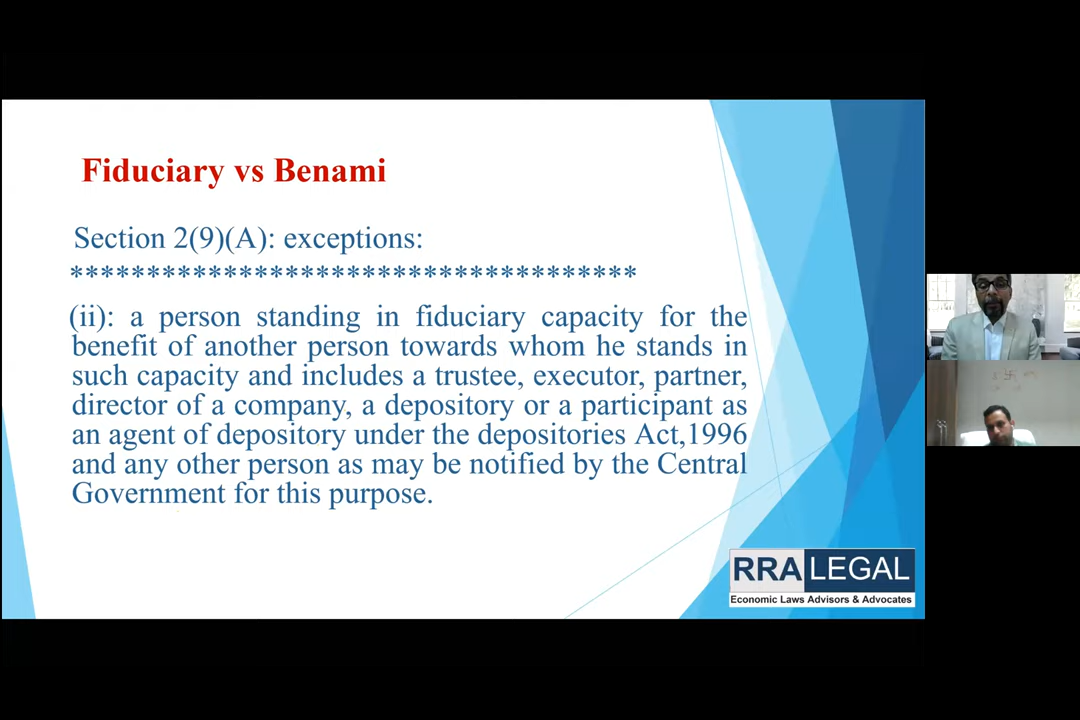 Fiduciary vs Benami
Section 2(9)(A): exceptions:
*************************************
(ii): a person standing in fiduciary capacity for the
benefit of another person towards whom he stands in
such capacity and includes a trustee, executor, partner,
director of a company, a depository or a participant as
an agent of depository under the depositories Act,1996
and any other person as may be notified by the Central
Government for this purpose.
RRA LEGAL
Economic Laws Advisors & Advocates